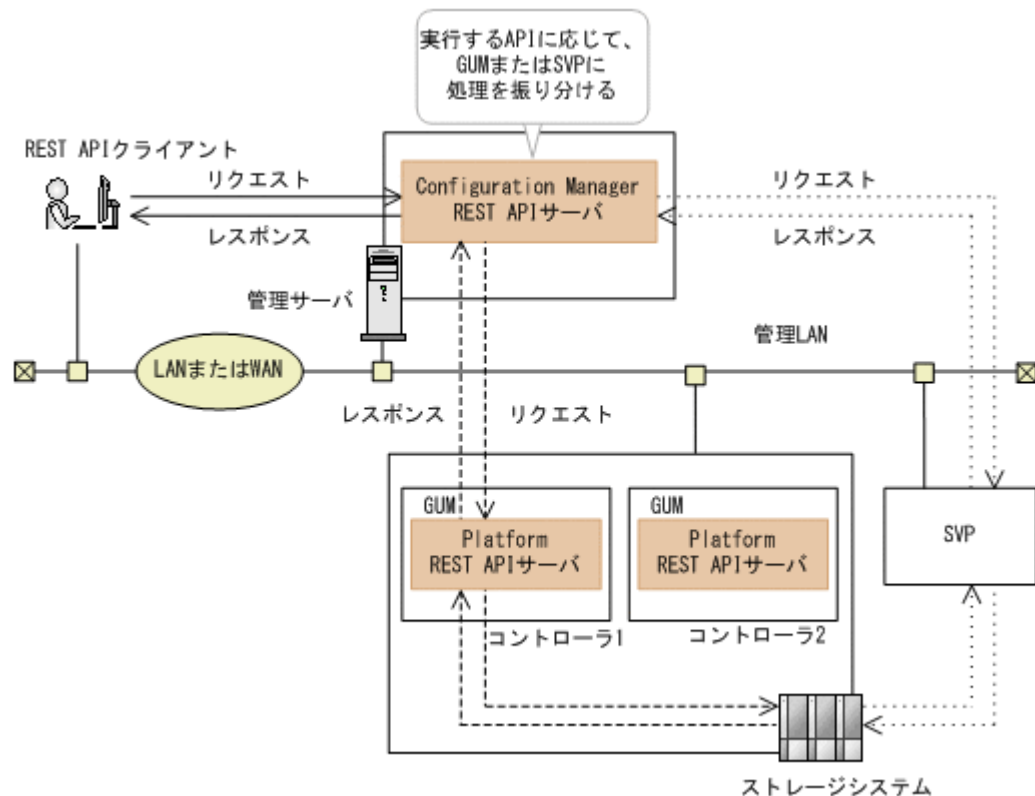 実行するAPIに応じて、
GUMまたはSVPに
処理を振り分ける
REST APIクライアント
リクエスト
レスポンス
Configuration Manager
REST APIサーバ
リクエスト
レスポンス
管理サーバ
?
LANまたはWAN
管理LAN
レスポンス
リクエスト
GUM
Platform
REST APIサーバ
コントローラ1
GUM
Platform
REST APIサーバ
コントローラ2
SVP
ストレージシステム